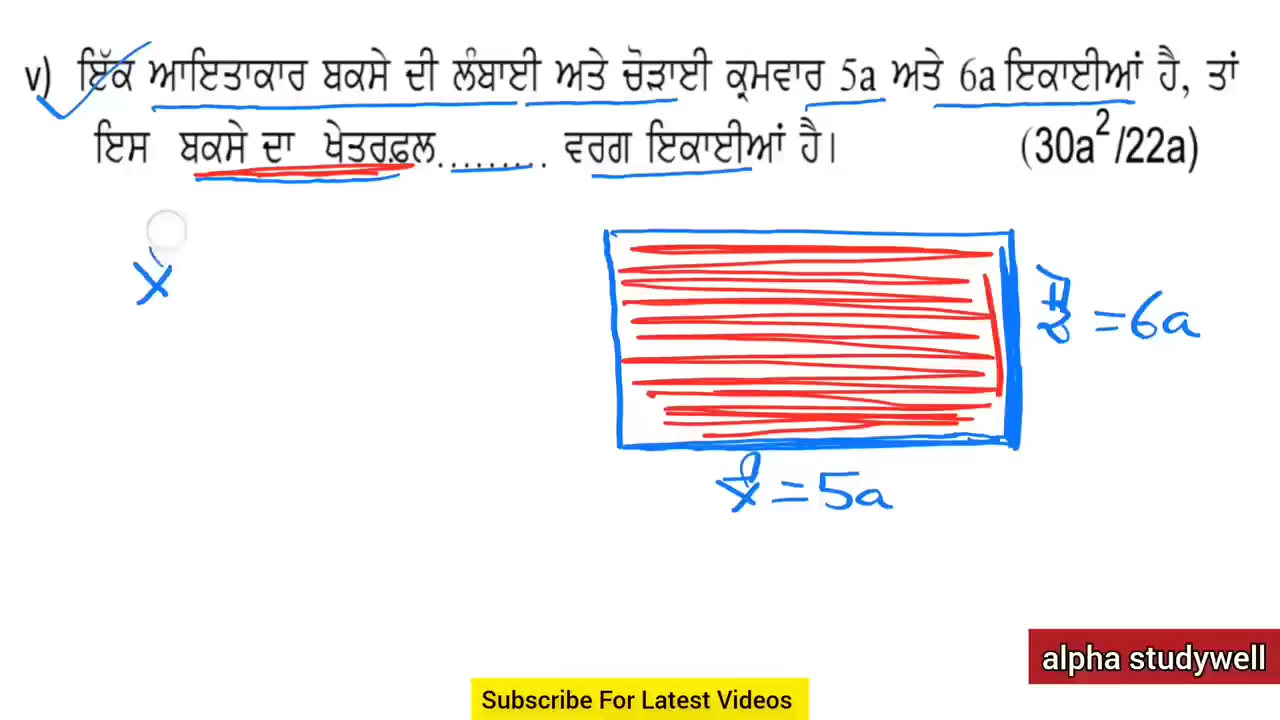 v) ਇੱਕ ਆਇਤਾਕਾਰ ਬਕਸੇ ਦੀ ਲੰਬਾਈ ਅਤੇ ਚੋੜਾਈ ਕ੍ਰਮਵਾਰ 5a ਅਤੇ 6a ਇਕਾਈਆਂ ਹੈ, ਤਾਂ
ਇਸ ਬਕਸੇ ਦਾ ਖੇਤਰਫ਼ਲ......... ਵਰਗ ਇਕਾਈਆਂ ਹੈ। (30a²/22a)
= 6a
= 5a
alpha studywell
Subscribe For Latest Videos